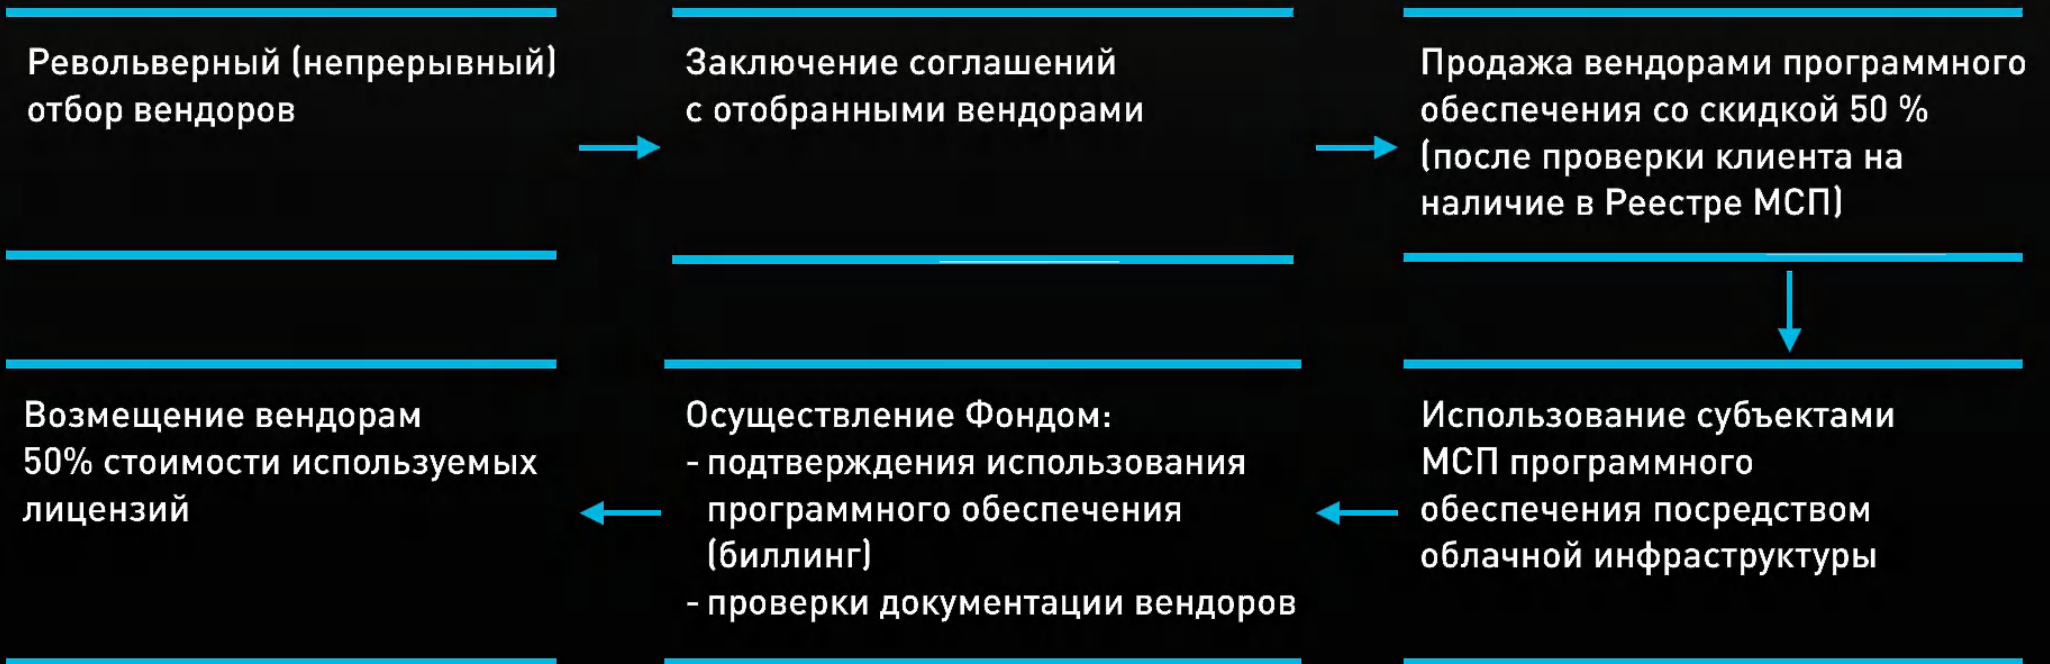 Револьверный (непрерывный)
отбор вендоров
Заключение соглашений
с отобранными вендорами
Продажа вендорами программного
обеспечения со скидкой 50 %
(после проверки клиента на
наличие в Реестре МСП)
Использование субъектами
МСП программного
обеспечения посредством
облачной инфраструктуры
Осуществление Фондом:
- подтверждения использования
программного обеспечения
(биллинг)
- проверки документации вендоров
Возмещение вендорам
50% стоимости используемых
лицензий